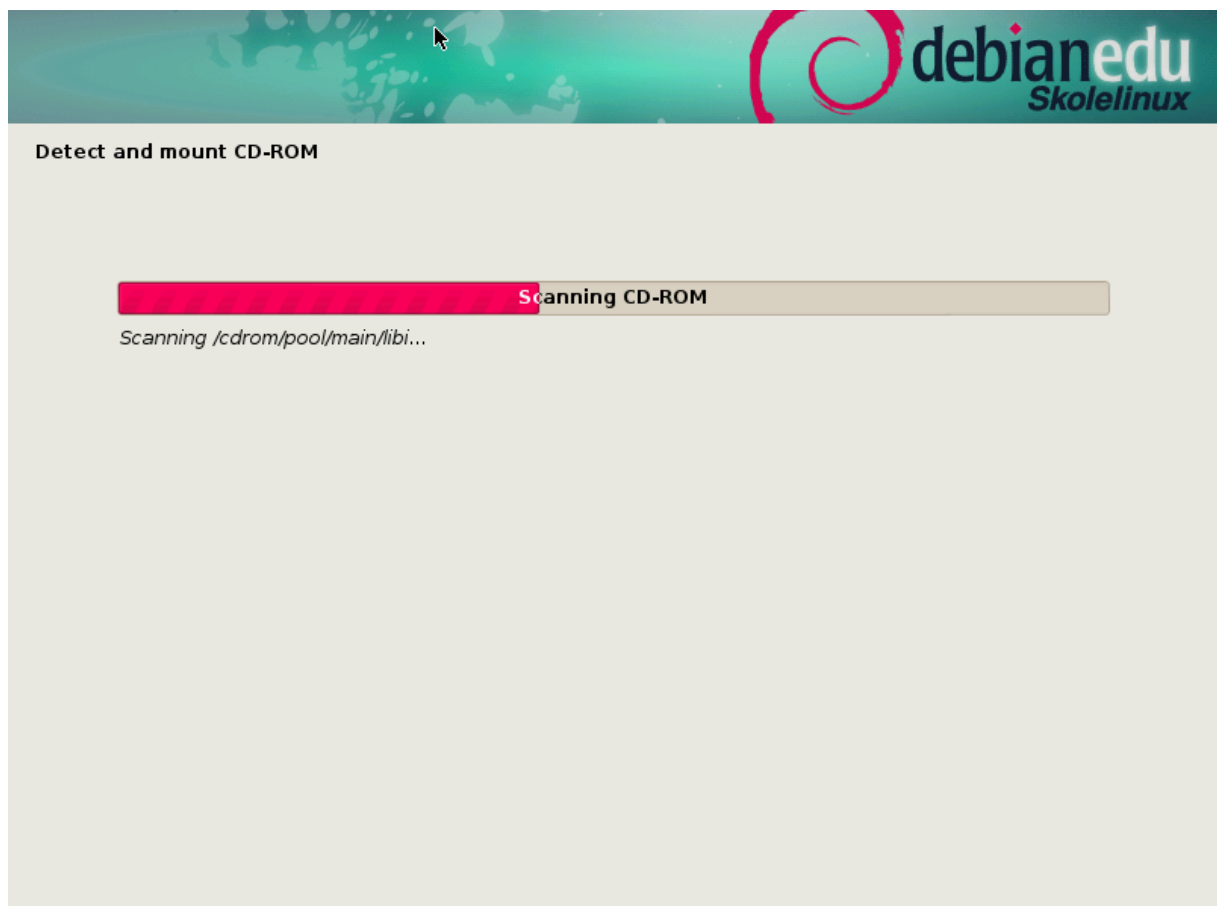 debianedu
Skolelinux
Detect and mount CD-ROM
Scanning CD-ROM
Scanning /cdrom/pool/main/libi...